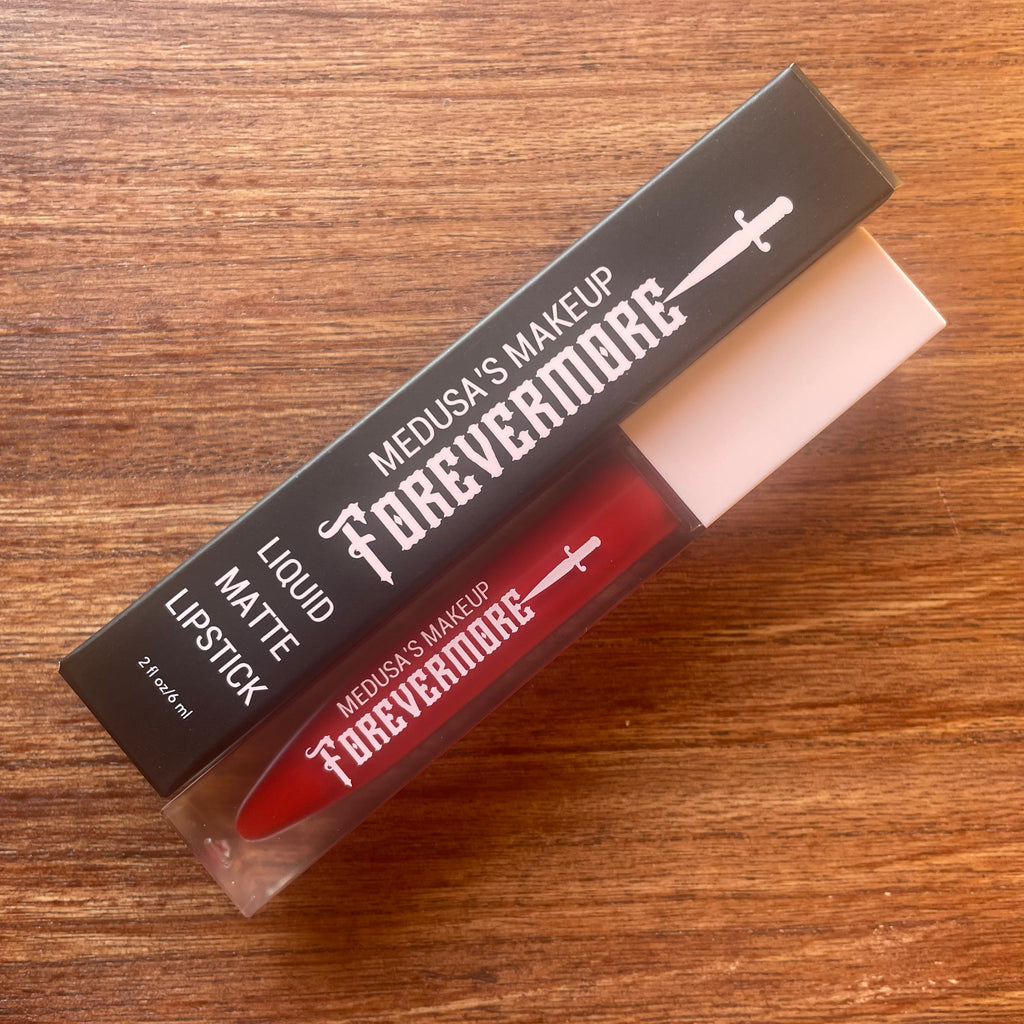 MEDUSA'S MAKEUP
FOREVERMORE
LIQUID
MATTE
LIPSTICK
2 fl oz/6 ml
MEDUSA'S MAKEUP
FOREVERMORE